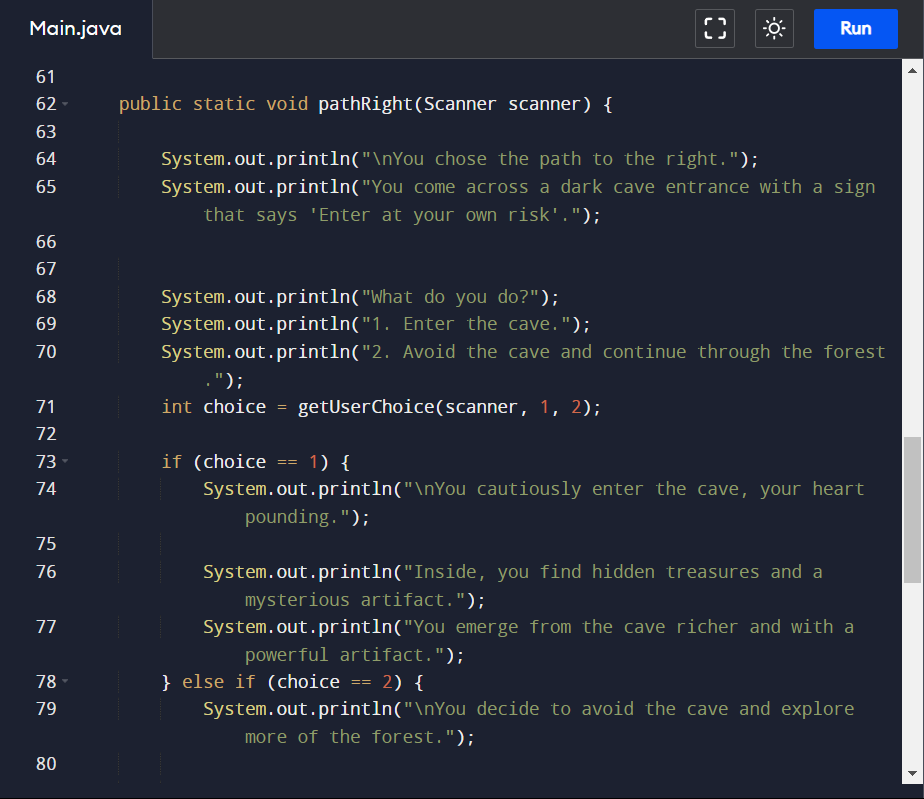 Main.java
Run
61
62 public static void pathRight(Scanner scanner) {
63
64 System.out.println("\nYou chose the path to the right.");
65 System.out.println("You come across a dark cave entrance with a sign
that says 'Enter at your own risk'.");
66
67
68 System.out.println("What do you do?");
69 System.out.println("1. Enter the cave.");
70 System.out.println("2. Avoid the cave and continue through the forest
.");
71 int choice = getUserChoice(scanner, 1, 2);
72
73 if (choice == 1) {
74 System.out.println("\nYou cautiously enter the cave, your heart
pounding.");
75
76 System.out.println("Inside, you find hidden treasures and a
mysterious artifact.");
77 System.out.println("You emerge from the cave richer and with a
powerful artifact.");
78 } else if (choice == 2) {
79 System.out.println("\nYou decide to avoid the cave and explore
more of the forest.");
80